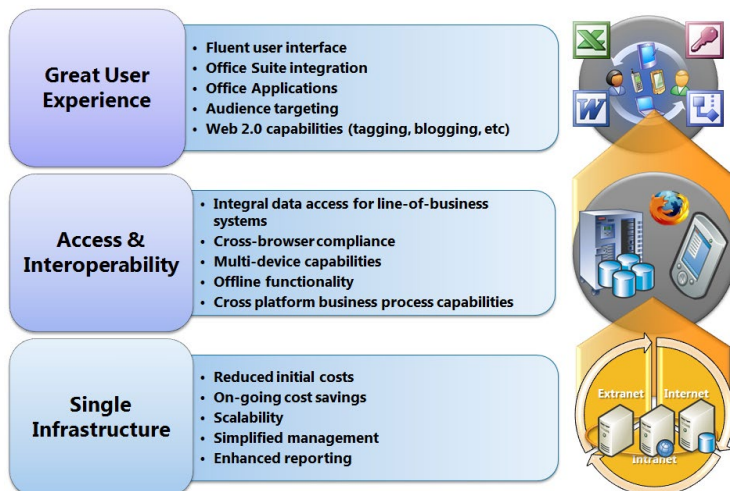 Great User
Experience
• Fluent user interface
• Office Suite integration
• Office Applications
• Audience targeting
• Web 2.0 capabilities (tagging, blogging, etc)
Access &
Interoperability
• Integral data access for line-of-business
systems
• Cross-browser compliance
• Multi-device capabilities
• Offline functionality
• Cross platform business process capabilities
Single
Infrastructure
• Reduced initial costs
• On-going cost savings
• Scalability
• Simplified management
• Enhanced reporting
Extranet
Internet
Intranet